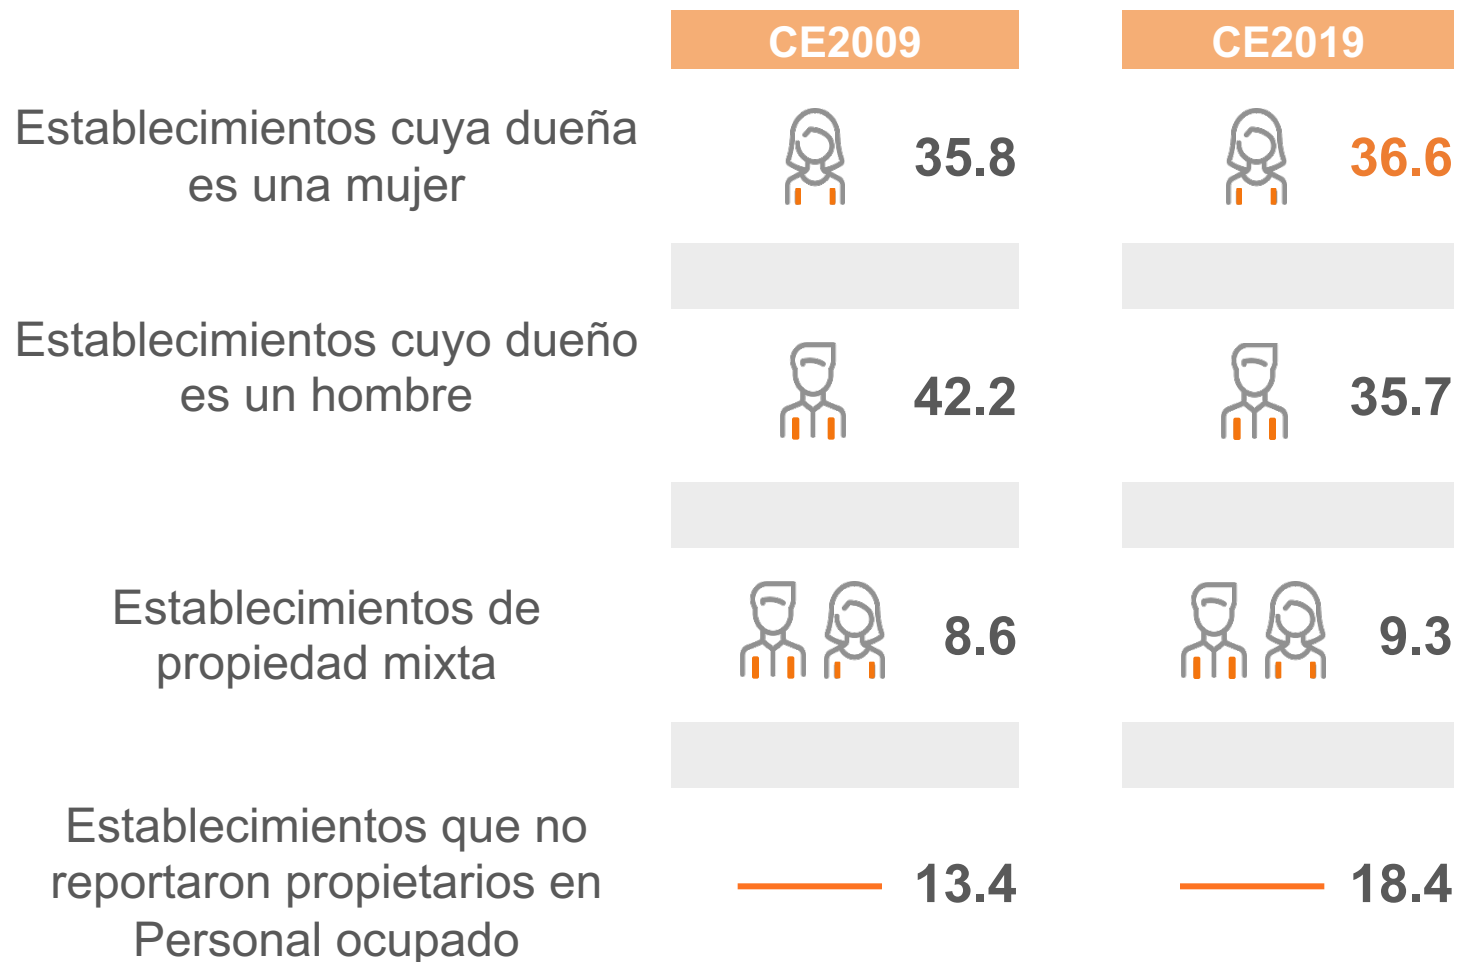 CE2009 CE2019
Establecimientos cuya dueña
es una mujer
35.8 36.6
Establecimientos cuyo dueño
es un hombre
42.2 35.7
Establecimientos de
propiedad mixta
8.6 9.3
Establecimientos que no
reportaron propietarios en
Personal ocupado
13.4 18.4